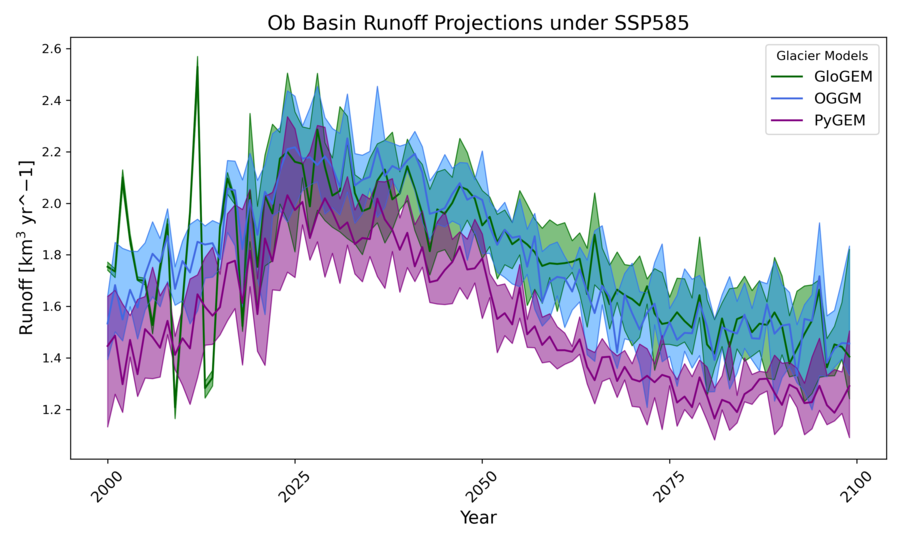 Ob Basin Runoff Projections under SSP585
Runoff [km³ yr^−1]
2.6
2.4
2.2
2.0
1.8
1.6
1.4
1.2
Glacier Models
GloGEM
OGGM
PyGEM
2000
2025
2050
2075
2100
Year